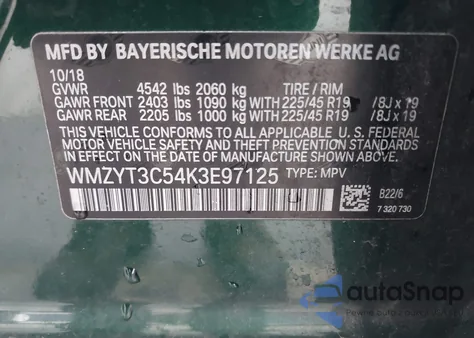 MFD BY BAYERISCHE MOTOREN WERKE AG
10/18
GVWR 4542 lbs 2060 kg TIRE / RIM
GAWR FRONT 2403 lbs 1090 kg WITH 225/45 R19 /8J x 19
GAWR REAR 2205 lbs 1000 kg WITH 225/45 R19 /8J x 19
THIS VEHICLE CONFORMS TO ALL APPLICABLE U. S. FEDERAL
MOTOR VEHICLE SAFETY AND THEFT PREVENTION STANDARDS
IN EFFECT ON THE DATE OF MANUFACTURE SHOWN ABOVE.
WMZYT3C54K3E97125 TYPE: MPV
B22/6
7 320 730
autoSnap